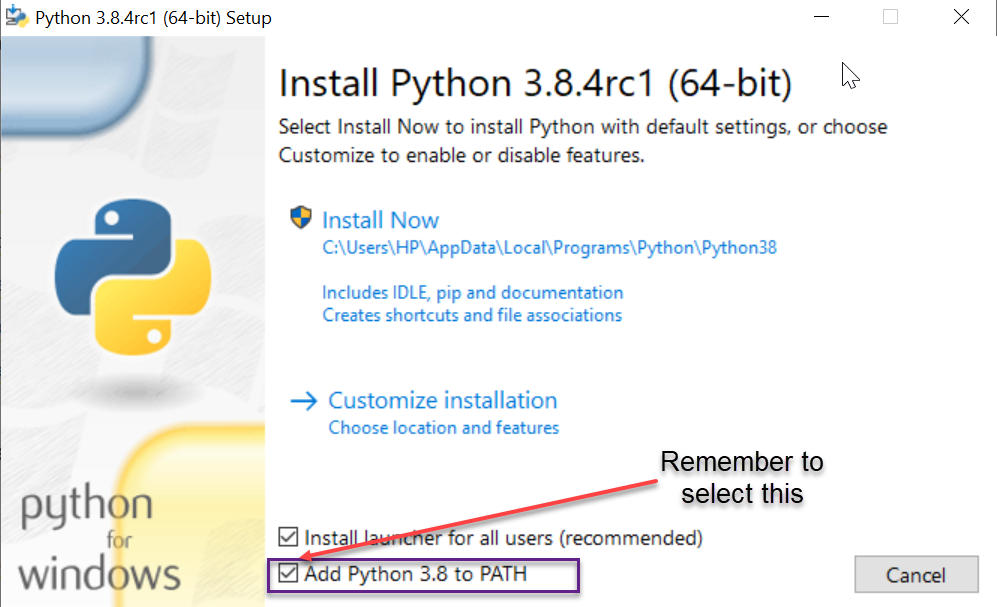 Python 3.8.4rc1 (64-bit) Setup
Install Python 3.8.4rc1 (64-bit)
Select Install Now to install Python with default settings, or choose
Customize to enable or disable features.
Install Now
C:\Users\HP\AppData\Local\Programs\Python\Python38
Includes IDLE, pip and documentation
Creates shortcuts and file associations
Customize installation
Choose location and features
Remember to
select this
python
for
windows
Install launcher for all users (recommended)
Add Python 3.8 to PATH
Cancel